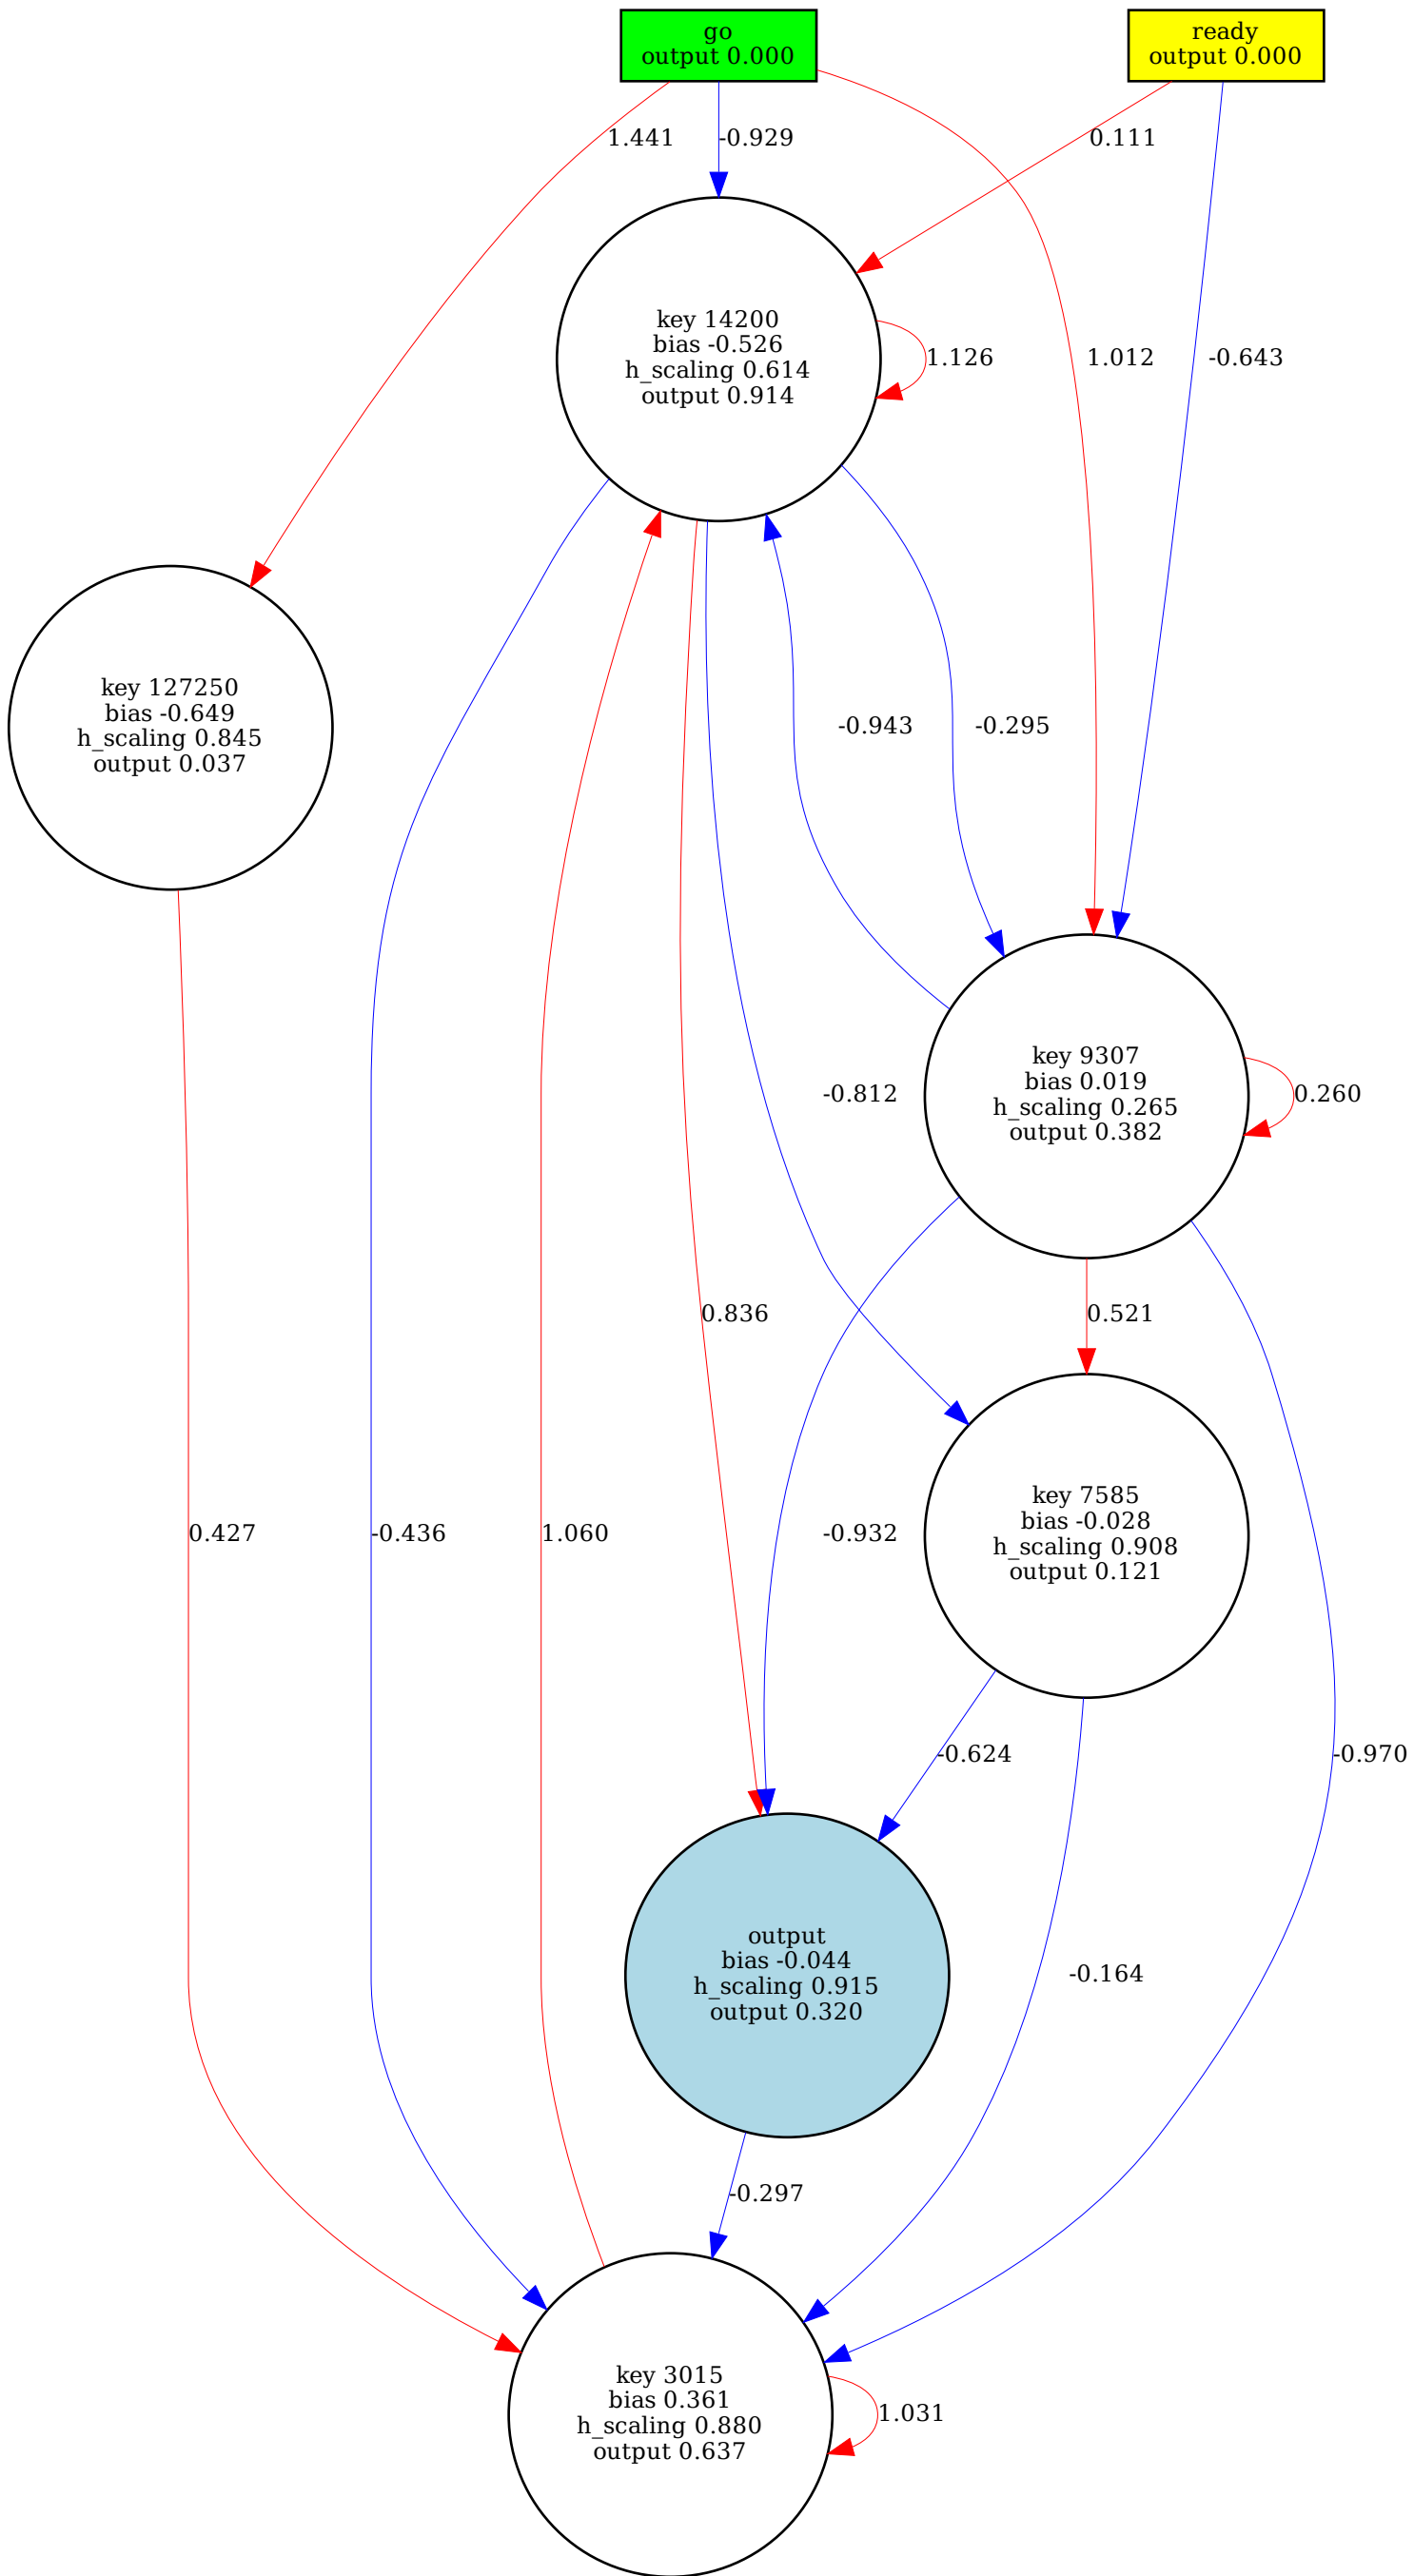 go
output 0.000
ready
output 0.000
1.441
-0.929
0.111
key 14200
bias -0.526
h_scaling 0.614
output 0.914
1.126
1.012
-0.643
key 127250
bias -0.649
h_scaling 0.845
output 0.037
-0.943
-0.295
key 9307
bias 0.019
h_scaling 0.265
output 0.382
-0.812
0.260
0.836
0.521
key 7585
bias -0.028
h_scaling 0.908
output 0.121
0.427
-0.436
1.060
-0.932
-0.624
-0.970
output
bias -0.044
h_scaling 0.915
output 0.320
-0.164
-0.297
key 3015
bias 0.361
h_scaling 0.880
output 0.637
1.031